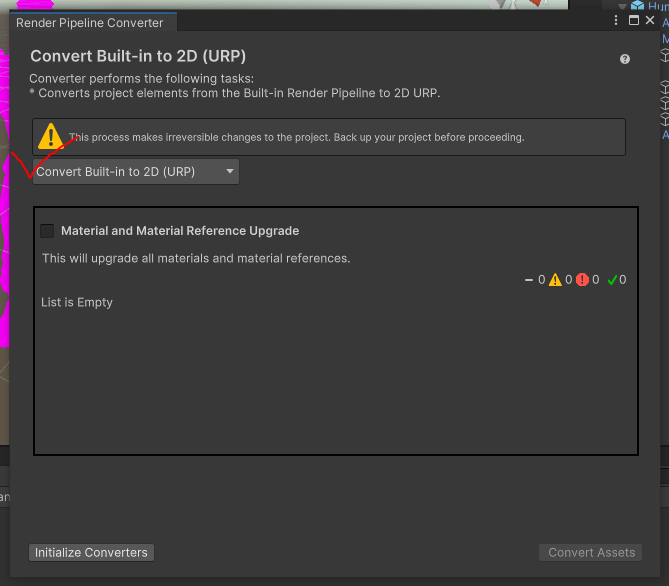 Hum
Render Pipeline Converter
Convert Built-in to 2D (URP)
Converter performs the following tasks:
* Converts project elements from the Built-in Render Pipeline to 2D URP.
This process makes irreversible changes to the project. Back up your project before proceeding.
Convert Built-in to 2D (URP)
Material and Material Reference Upgrade
This will upgrade all materials and material references.
0 0 0 0
List is Empty
an
Initialize Converters
Convert Assets